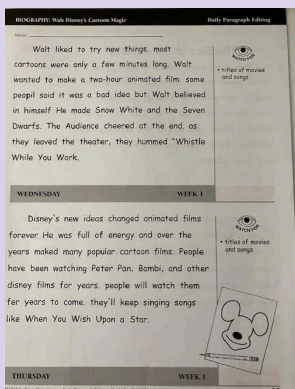 BIOGRAPHY: Walt Disney's Cartoon Magic
Daily Paragraph Editing
Name
Walt liked to try new things. most
cartoons were only a few minutes long. Walt
wanted to make a two-hour animated film. some
peopil said it was a bad idea but Walt believed
in himself He made Snow White and the Seven
Dwarfs. The Audience cheered at the end. as
they left the theater, they hummed "Whistle
While You Work.
WATCH FOR
• titles of movies
and songs
WEDNESDAY
WEEK 1
Disney's new ideas changed animated films
forever He was full of energy and over the
years maked many popular cartoon films. People
have been watching Peter Pan, Bambi, and other
disney films for years. people will watch them
fer years to come. they'll keep singing songs
like When You Wish Upon a Star.
WATCH FOR
• titles of movies
and songs
THURSDAY
WEEK 1